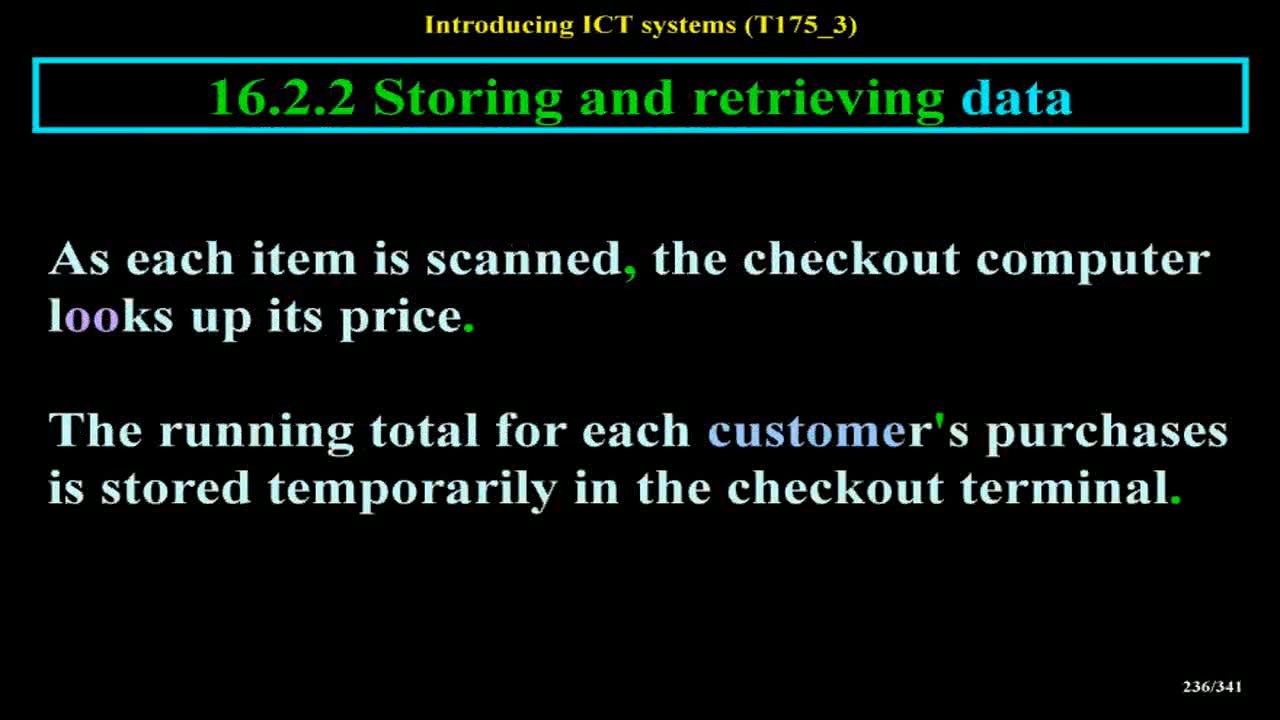 Introducing ICT systems (T175_3)
16.2.2 Storing and retrieving data
As each item is scanned, the checkout computer
looks up its price.
The running total for each customer's purchases
is stored temporarily in the checkout terminal.
236/341